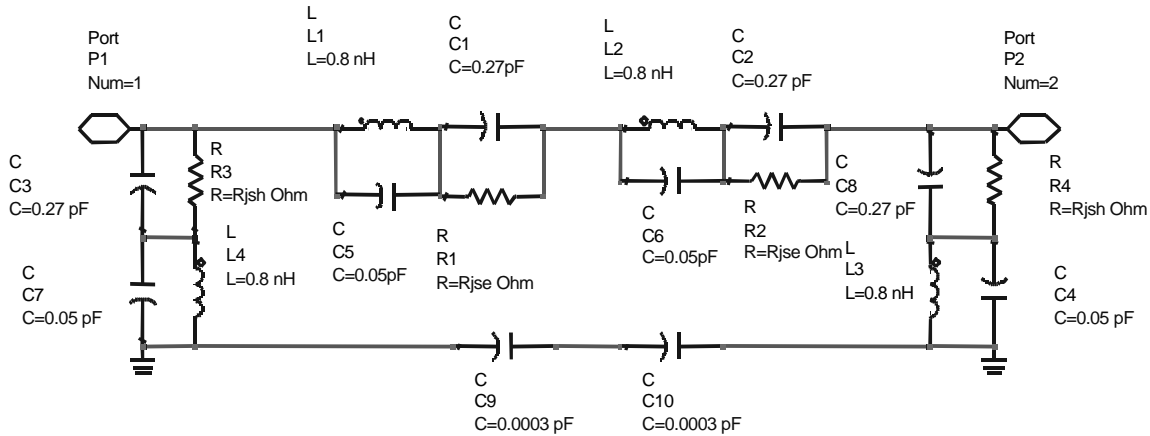 Port
P1
Num=1
L
L1
L=0.8 nH
C
C1
C=0.27pF
L
L2
L=0.8 nH
C
C2
C=0.27 pF
Port
P2
Num=2
C
C3
C=0.27 pF
R
R3
R=Rjsh Ohm
C
C8
C=0.27 pF
R
R4
R=Rjsh Ohm
L
L4
L=0.8 nH
C
C5
C=0.05pF
R
R1
R=Rjse Ohm
C
C6
C=0.05pF
R
R2
R=Rjse Ohm
L
L3
L=0.8 nH
C
C7
C=0.05 pF
C
C4
C=0.05 pF
C
C9
C=0.0003 pF
C
C10
C=0.0003 pF